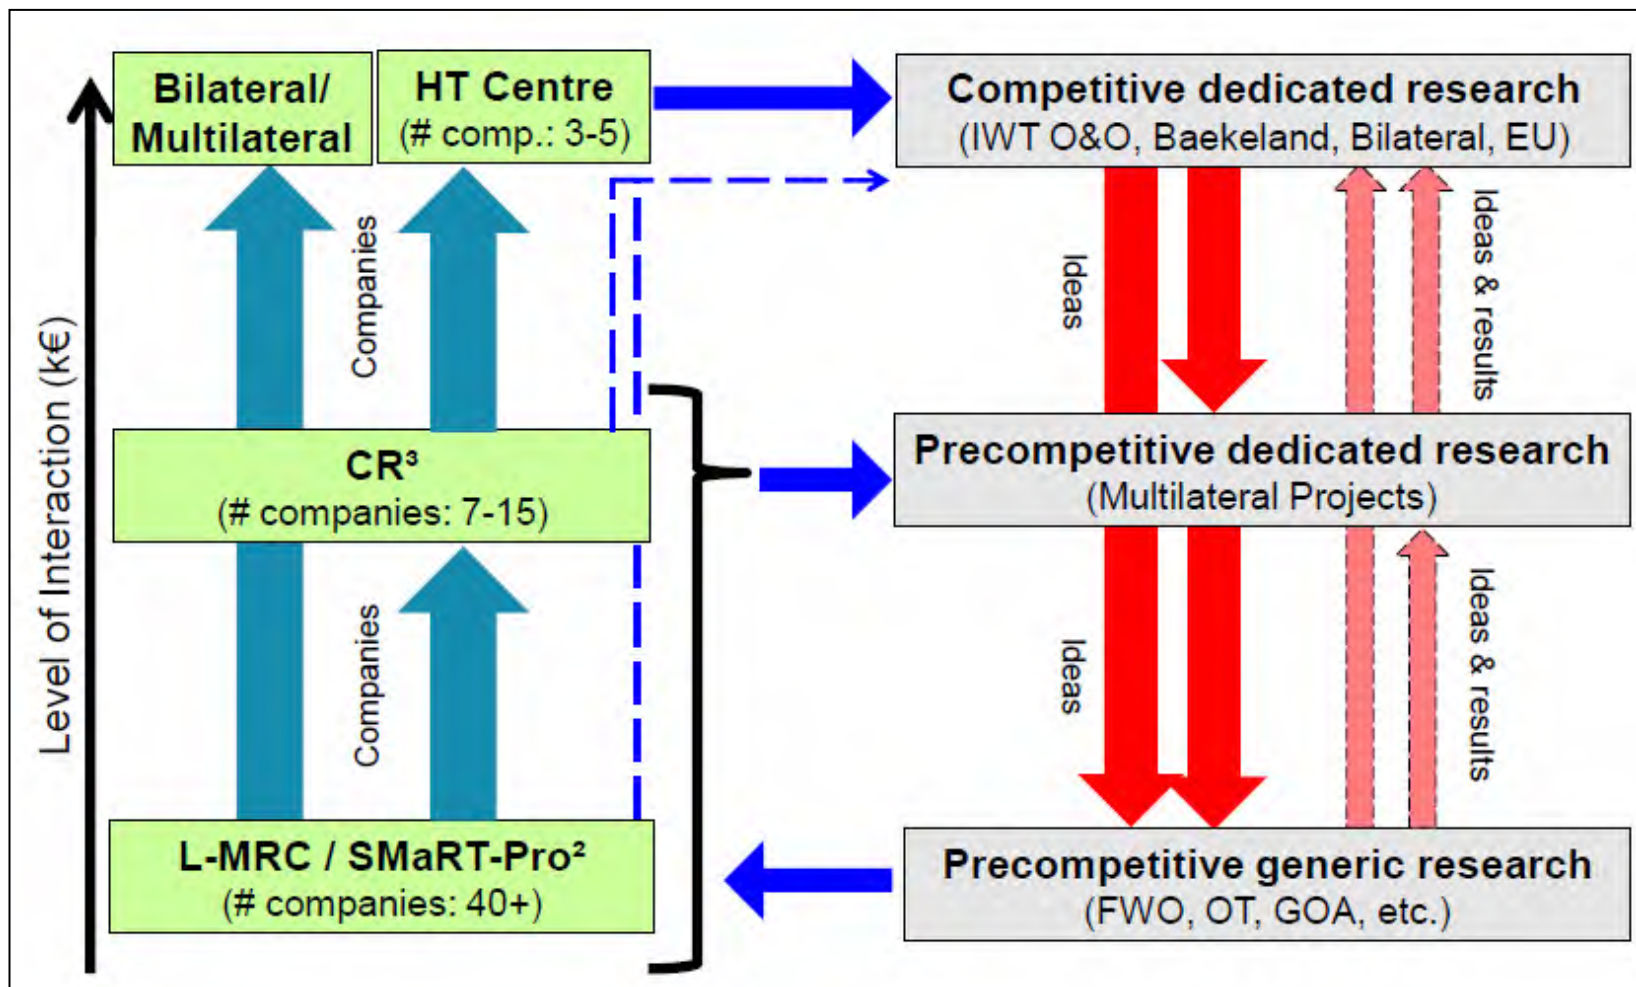 Bilateral/
Multilateral
HT Centre
(# comp.: 3-5)
Competitive dedicated research
(IWT O&O, Baekeland, Bilateral, EU)
Level of Interaction (k€)
Companies
Ideas
Ideas & results
CR³
(# companies: 7-15)
Precompetitive dedicated research
(Multilateral Projects)
Companies
Ideas
Ideas & results
L-MRC / SMaRT-Pro²
(# companies: 40+)
Precompetitive generic research
(FWO, OT, GOA, etc.)